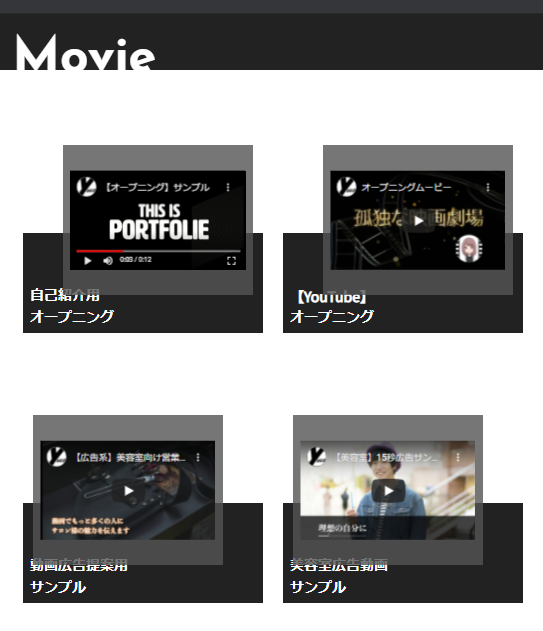 Movie
【オープニング】サンプル
THIS IS
PORTFOLIE
0:03 / 0:12
自己紹介用
オープニング
オープニングムービー
孤独な映画劇場
【YouTube】
オープニング
【広告系】美容室向け営業...
動画でもっと多くの人に
サロン様の魅力を伝えます
動画広告提案用
サンプル
【美容室】15秒広告サン...
理想の自分に
美容室広告動画
サンプル